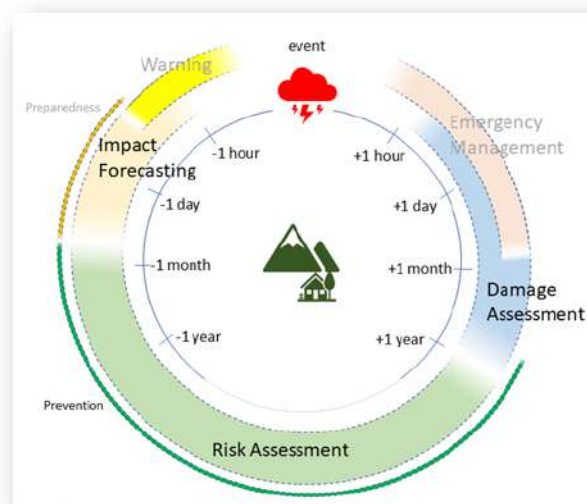 event
Warning
Emergency
Management
Preparedness
Impact
Forecasting
-1 hour
+1 hour
-1 day
+1 day
-1 month
+1 month
Damage
Assessment
-1 year
+1 year
Prevention
Risk Assessment